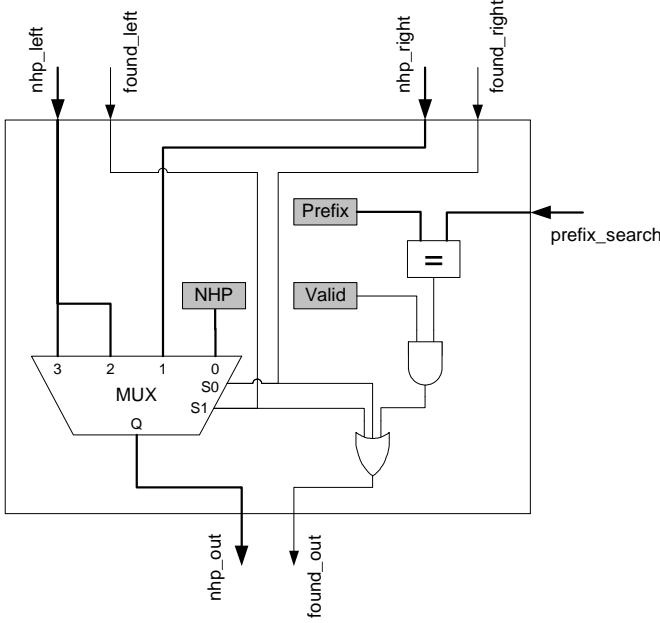 nhp_left
found_left
nhp_right
found_right
Prefix
prefix_search
=
NHP
Valid
3 2 1 0
MUX
S0
S1
Q
nhp_out
found_out